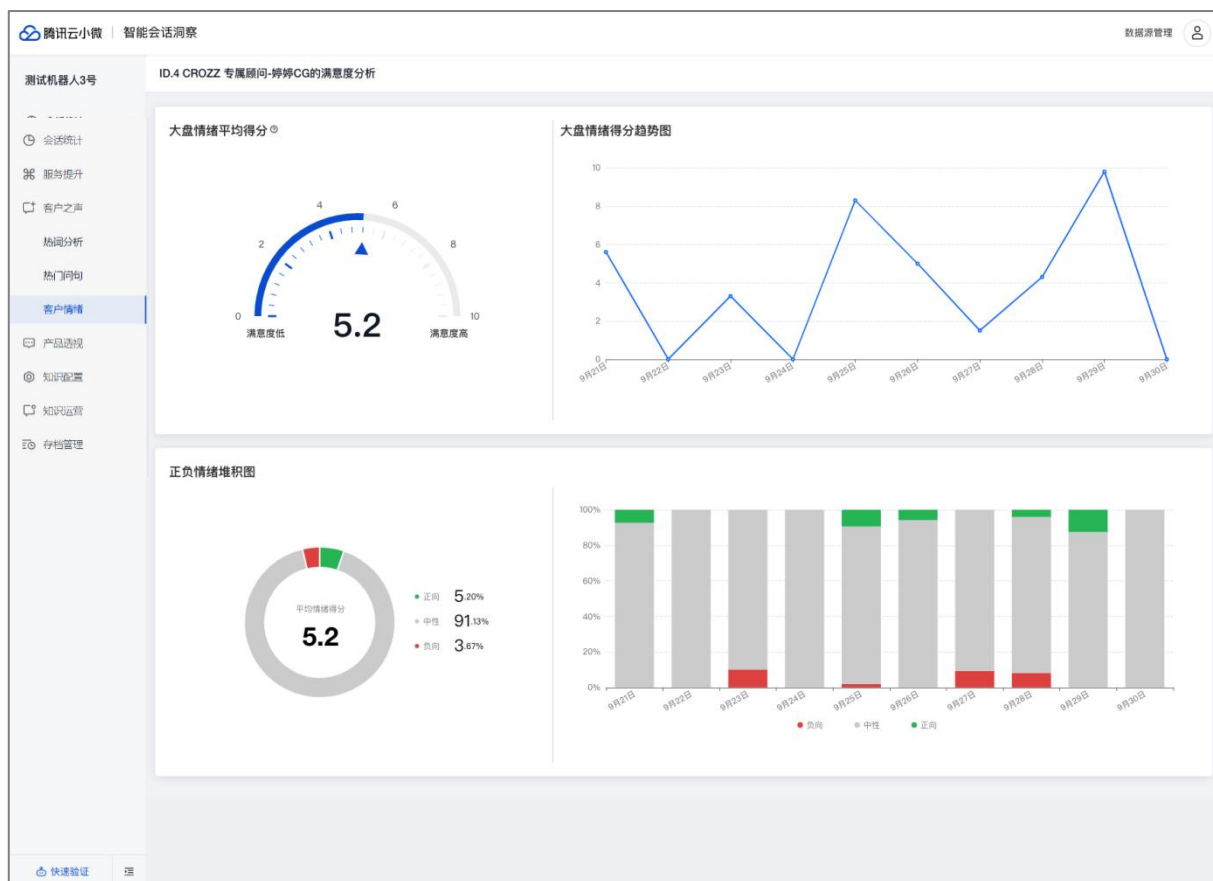 腾讯云小微 智能会话洞察 数据源管理
测试机器人3号
ID.4 CROZZ 专属顾问-婷婷CG的满意度分析
会话统计
服务提升
客户之声
热词分析
热门问句
客户情绪
产品透视
知识配置
知识运营
存档管理
快速验证
大盘情绪平均得分
0
2
4
6
8
10
满意度低
5.2
满意度高
大盘情绪得分趋势图
10
8
6
4
2
0
9月21日 9月22日 9月23日 9月24日 9月25日 9月26日 9月27日 9月28日 9月29日 9月30日
正负情绪堆积图
平均情绪得分
5.2
正向 5.20%
中性 91.13%
负向 3.67%
100%
80%
60%
40%
20%
0%
9月21日 9月22日 9月23日 9月24日 9月25日 9月26日 9月27日 9月28日 9月29日 9月30日
负向 中性 正向